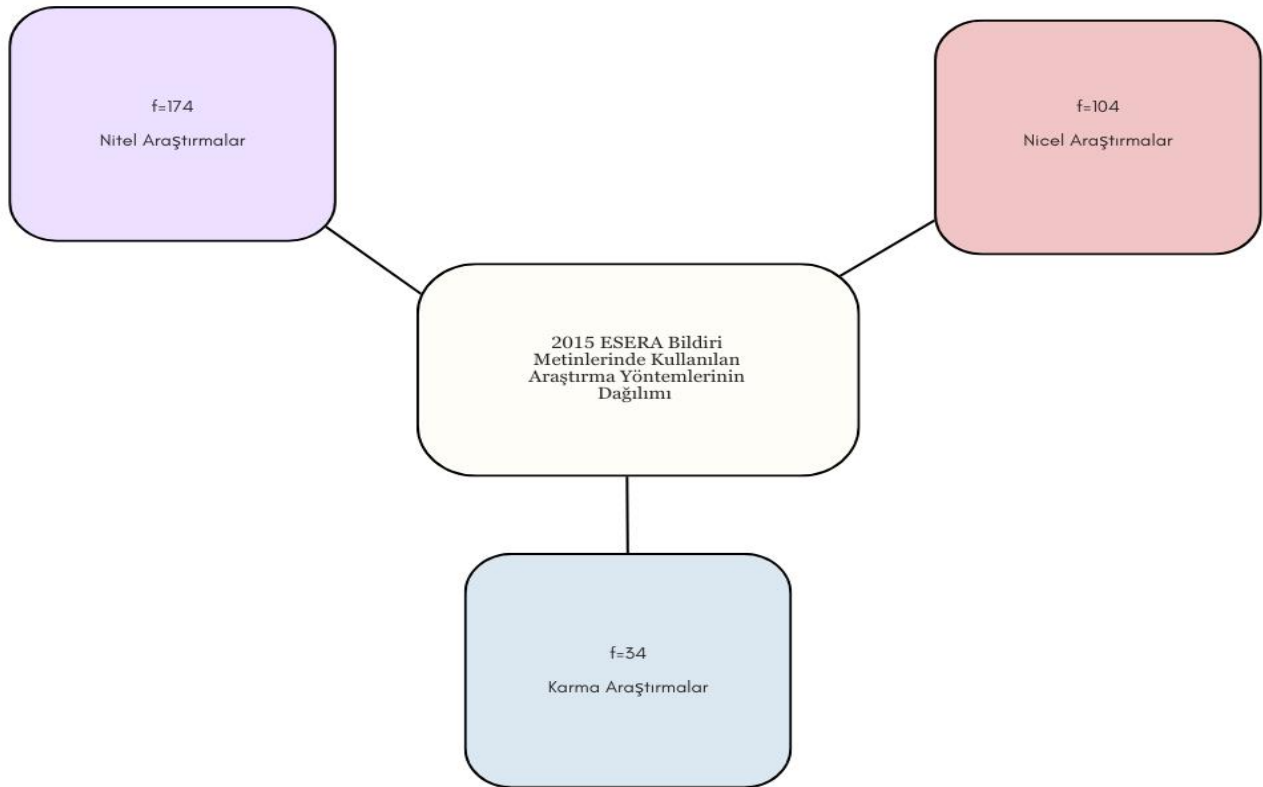 f=174
Nitel Araştırmalar
f=104
Nicel Araştırmalar
2015 ESERA Bildiri
Metinlerinde Kullanılan
Araştırma Yöntemlerinin
Dağılımı
f=34
Karma Araştırmalar